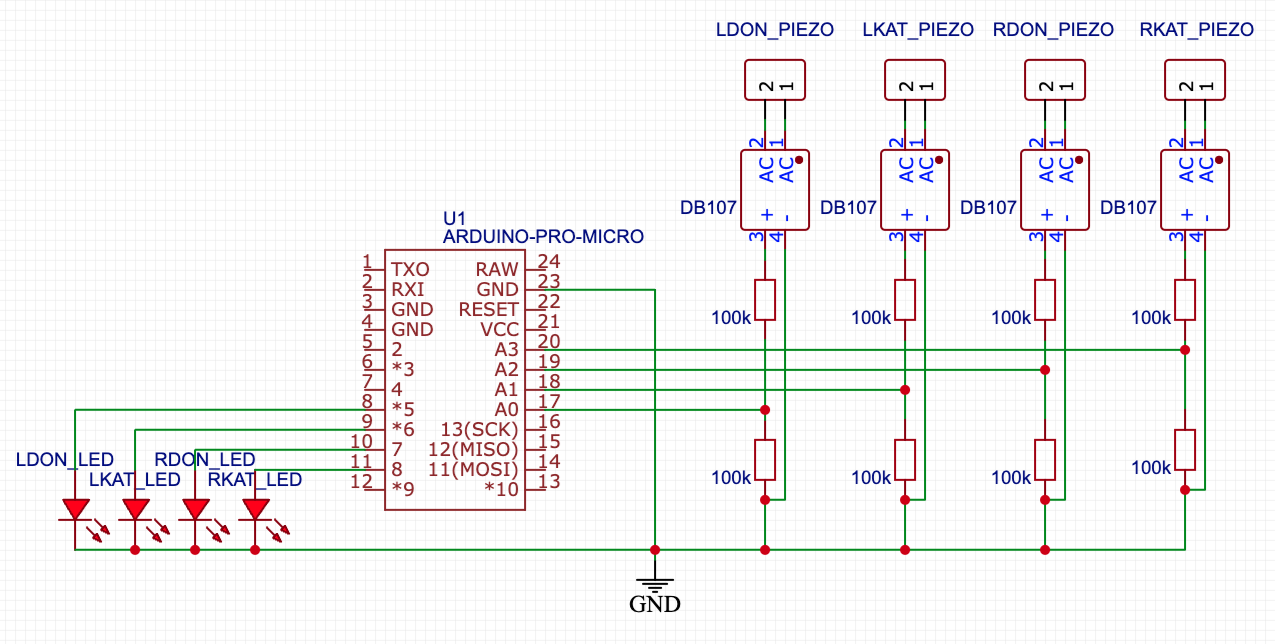 LDON_PIEZO LKAT_PIEZO RDON_PIEZO RKAT_PIEZO
2 1 2 1 2 1 2 1
2 1 2 1 2 1 2 1
AC AC AC AC AC AC AC AC
DB107 DB107 DB107 DB107
+ - + - + - + -
3 4 3 4 3 4 3 4
U1
ARDUINO-PRO-MICRO
1 TXO RAW 24
2 RXI GND 23
3 GND RESET 22
4 GND VCC 21
5 2 A3 20
6 *3 A2 19
7 4 A1 18
8 *5 A0 17
9 *6 13(SCK) 16
10 7 12(MISO) 15
11 8 11(MOSI) 14
12 *9 *10 13
100k 100k 100k 100k
LDON_LED RDON_LED
LKAT_LED RKAT_LED
100k 100k 100k 100k
GND